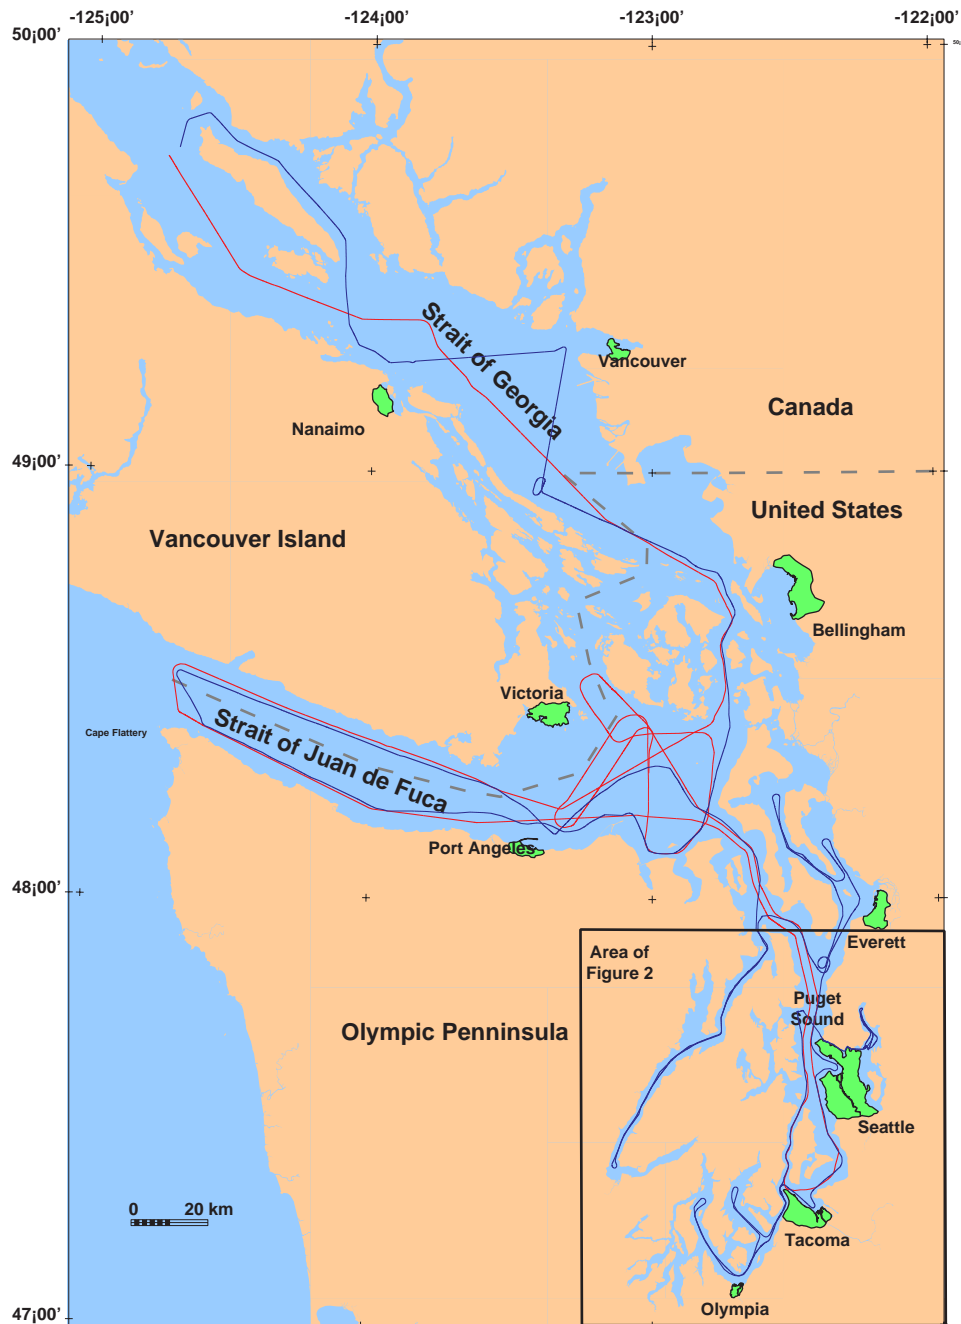 -125¡00' -124¡00' -123¡00' -122¡00'
50¡00'
50¡
Strait of Georgia
Vancouver
Canada
Nanaimo
49¡00'
United States
Vancouver Island
Bellingham
Victoria
Cape Flattery
Strait of Juan de Fuca
Port Angeles
48¡00'
Everett
Area of
Figure 2
Puget
Sound
Olympic Penninsula
Seattle
0 20 km
Tacoma
Olympia
47¡00'